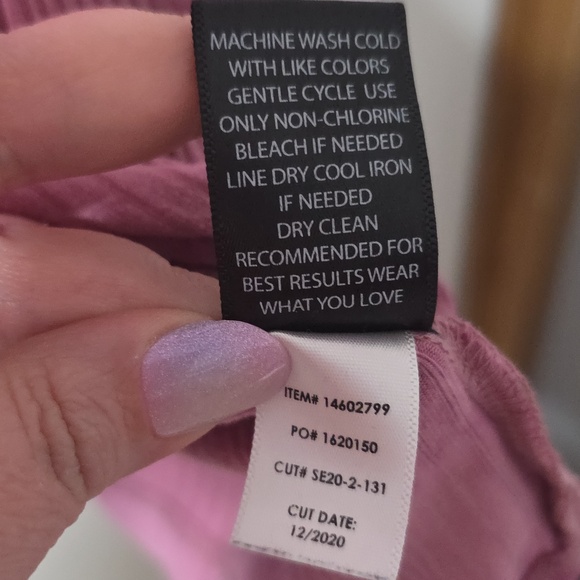 MACHINE WASH COLD
WITH LIKE COLORS
GENTLE CYCLE USE
ONLY NON-CHLORINE
BLEACH IF NEEDED
LINE DRY COOL IRON
IF NEEDED
DRY CLEAN
RECOMMENDED FOR
BEST RESULTS WEAR
WHAT YOU LOVE
ITEM# 14602799
PO# 1620150
CUT# SE20-2-131
CUT DATE:
12/2020